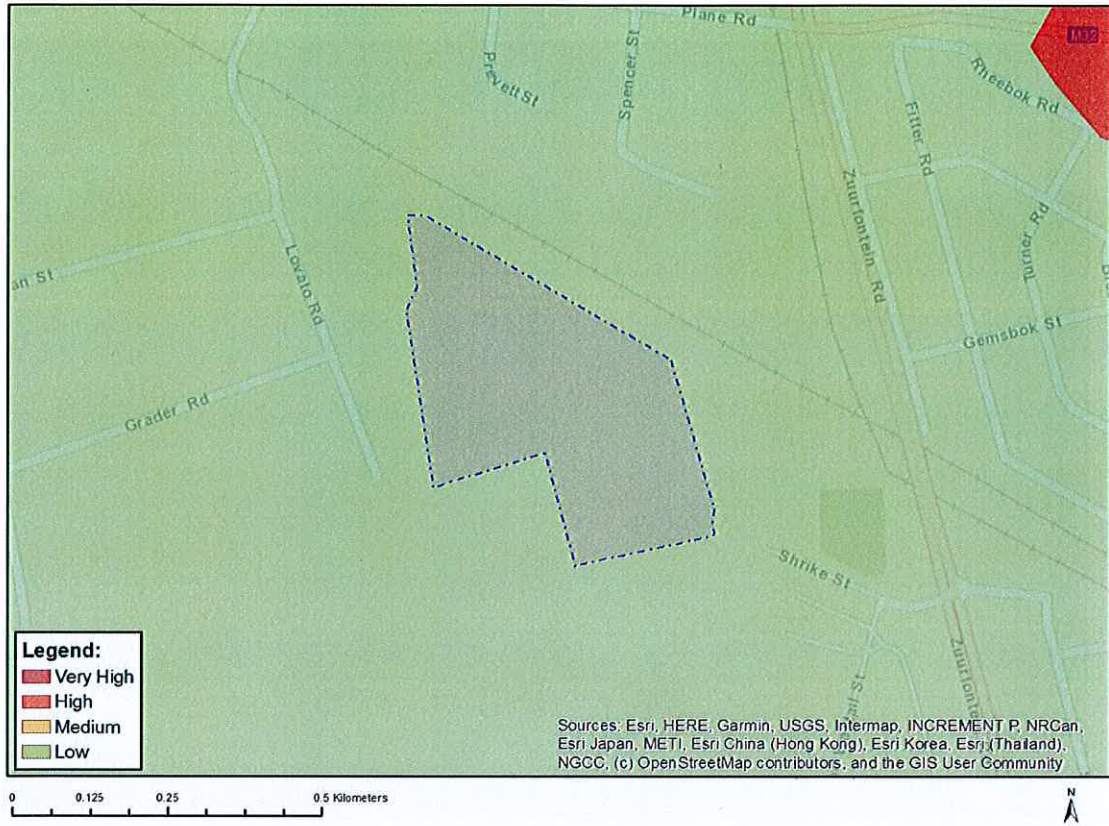 Plane Rd
M32
Prevett St
Spencer St
Rheebok Rd
Fitter Rd
Zuurfontein Rd
Turner Rd
an St
Lovato Rd
Gemsbok St
Grader Rd
Shrike St
Legend:
Very High
High
Medium
Low
Sources: Esri, HERE, Garmin, USGS, Intermap, INCREMENT P, NRCan,
Esri Japan, METI, Esri China (Hong Kong), Esri Korea, Esri (Thailand),
NGCC, (c) OpenStreetMap contributors, and the GIS User Community
0 0.125 0.25 0.5 Kilometers
N